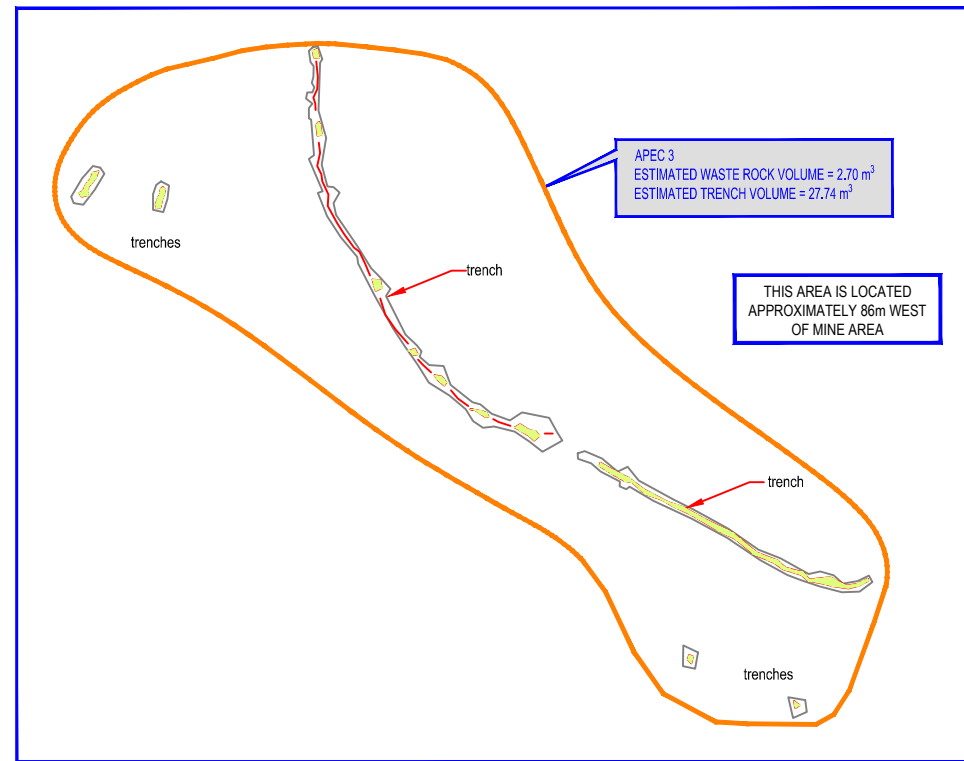 APEC 3
ESTIMATED WASTE ROCK VOLUME = 2.70 m³
ESTIMATED TRENCH VOLUME = 27.74 m³
trenches
trench
THIS AREA IS LOCATED
APPROXIMATELY 86m WEST
OF MINE AREA
trench
trenches